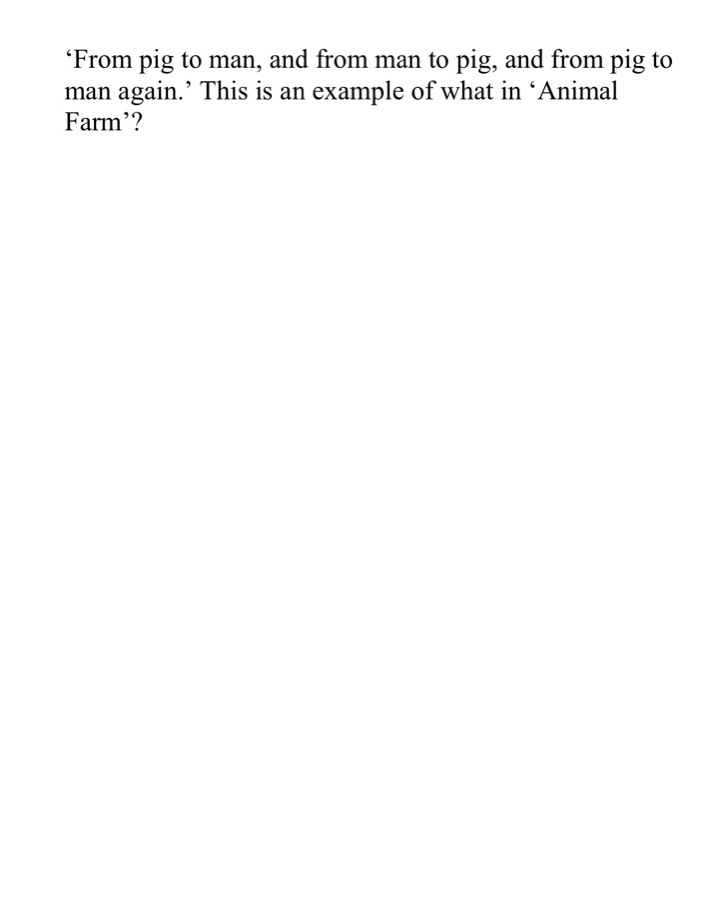 ‘From pig to man, and from man to pig, and from pig to
man again.’ This is an example of what in ‘Animal
Farm’?